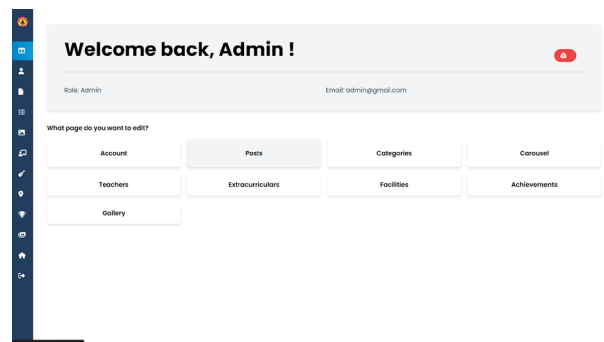 Welcome back, Admin !
Role: Admin Email: admin@gmail.com
What page do you want to edit?
Account Posts Categories Carousel
Teachers Extracurriculars Facilities Achievements
Gallery